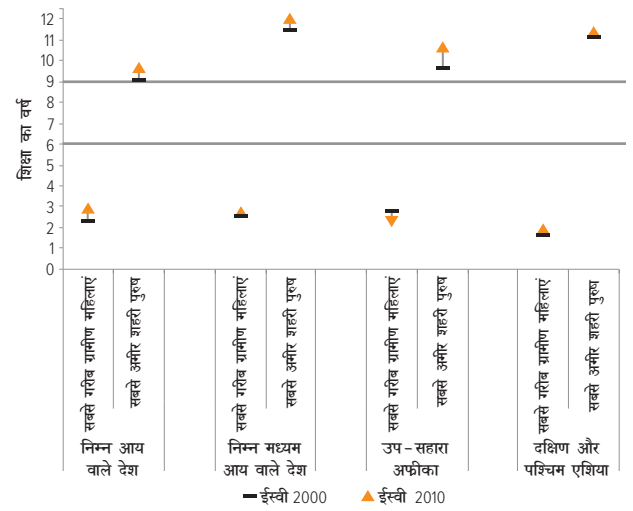 शिक्षा का वर्ष
12
11
10
9
8
7
6
5
4
3
2
1
0
सबसे गरीब ग्रामीण महिलाएं
सबसे अमीर शहरी पुरुष
सबसे गरीब ग्रामीण महिलाएं
सबसे अमीर शहरी पुरुष
सबसे गरीब ग्रामीण महिलाएं
सबसे अमीर शहरी पुरुष
सबसे गरीब ग्रामीण महिलाएं
सबसे अमीर शहरी पुरुष
निम्न आय
वाले देश
निम्न मध्यम
आय वाले देश
उप-सहारा
अफ्रीका
दक्षिण और
पश्चिम एशिया
ईस्वी 2000
ईस्वी 2010